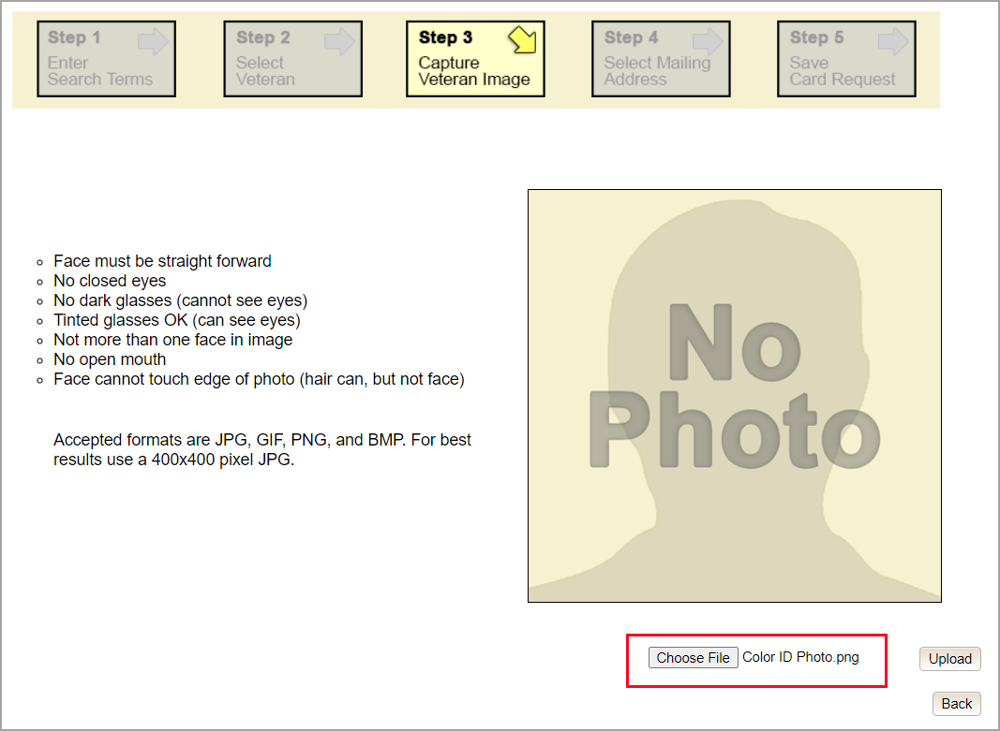 Step 1
Enter
Search Terms
Step 2
Select
Veteran
Step 3
Capture
Veteran Image
Step 4
Select Mailing
Address
Step 5
Save
Card Request
Face must be straight forward
No closed eyes
No dark glasses (cannot see eyes)
Tinted glasses OK (can see eyes)
Not more than one face in image
No open mouth
Face cannot touch edge of photo (hair can, but not face)
Accepted formats are JPG, GIF, PNG, and BMP. For best
results use a 400x400 pixel JPG.
No
Photo
Choose File Color ID Photo.png
Upload
Back